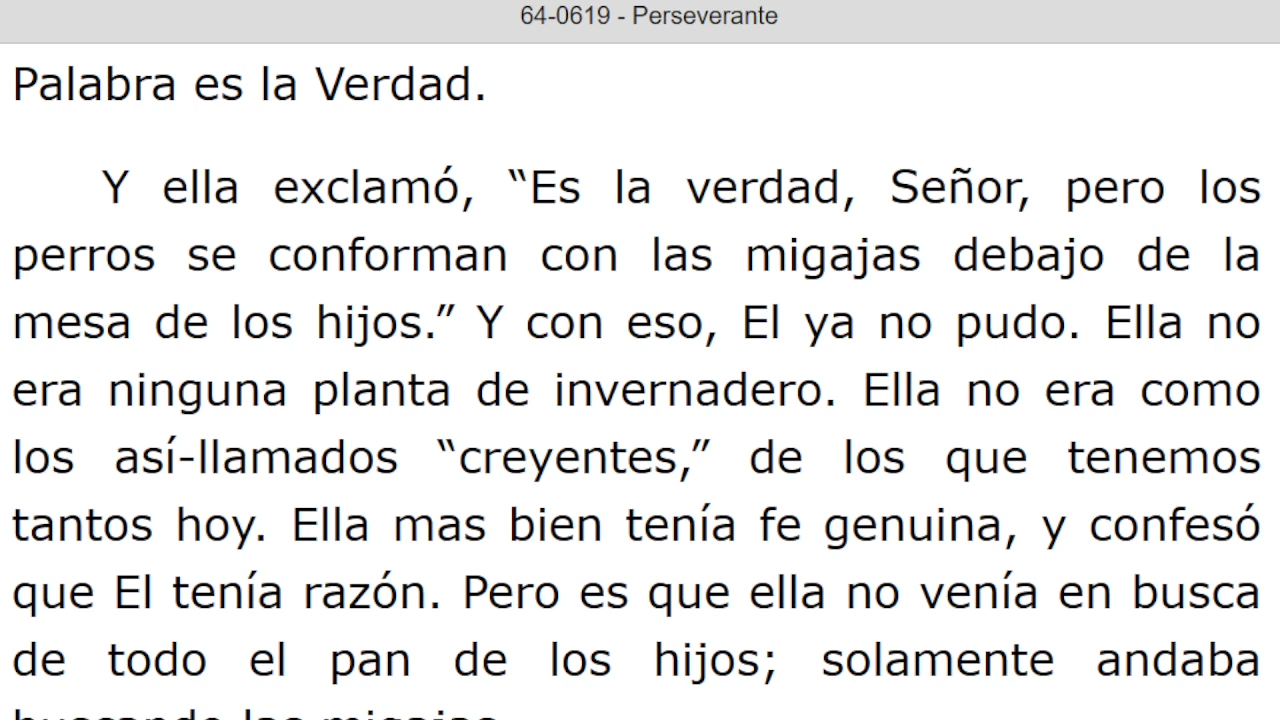 64-0619 - Perseverante
Palabra es la Verdad.
Y ella exclamó, “Es la verdad, Señor, pero los
perros se conforman con las migajas debajo de la
mesa de los hijos.” Y con eso, El ya no pudo. Ella no
era ninguna planta de invernadero. Ella no era como
los así-llamados “creyentes,” de los que tenemos
tantos hoy. Ella mas bien tenía fe genuina, y confesó
que El tenía razón. Pero es que ella no venía en busca
de todo el pan de los hijos; solamente andaba
buscando las migajas.